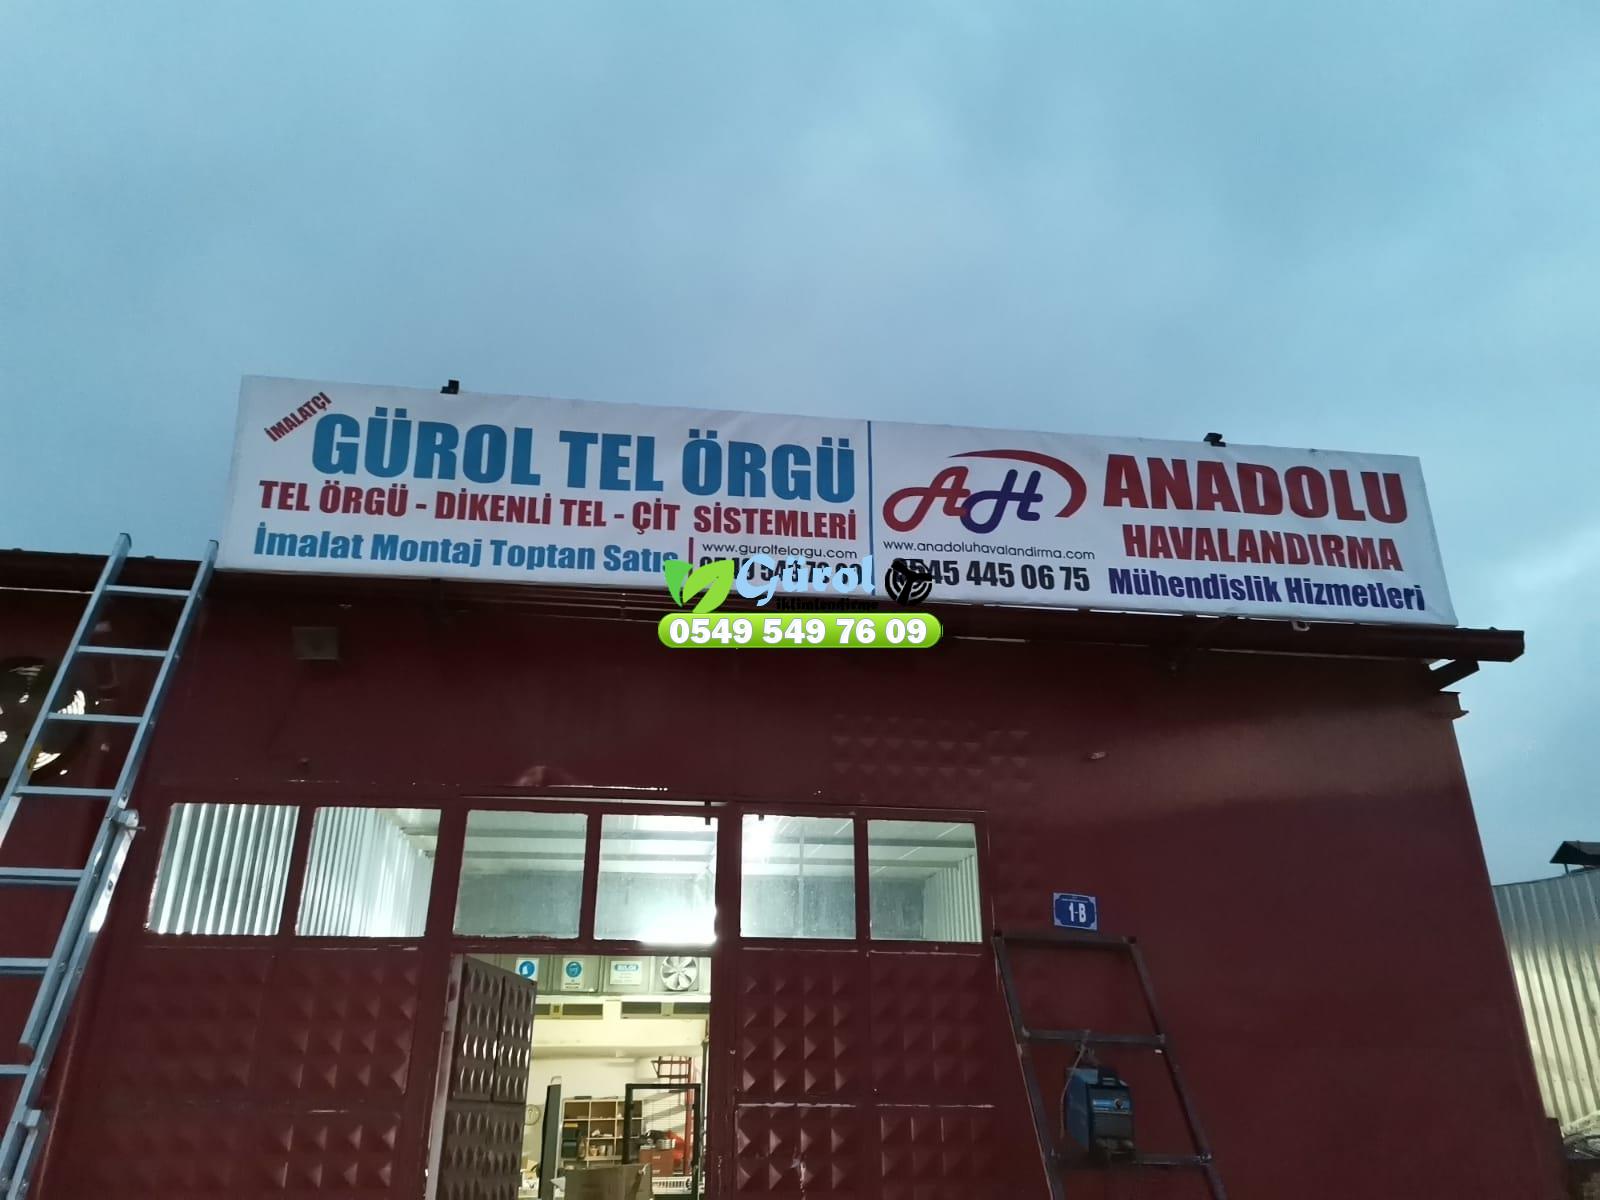 İMALATÇI
GÜROL TEL ÖRGÜ
TEL ÖRGÜ - DİKENLİ TEL - ÇİT SİSTEMLERİ
İmalat Montaj Toptan Satış
www.guroltelorgu.com
AH
ANADOLU
HAVALANDIRMA
www.anadoluhavalandirma.com
0545 445 06 75
Mühendislik Hizmetleri
Gürol
iklimlendirme
0549 549 76 09
1-B